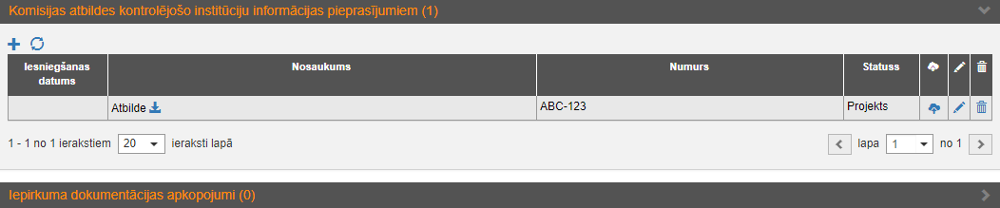 Komisijas atbildes kontrolējošo institūciju informācijas pieprasījumiem (1)
Iesniegšanas datums Nosaukums Numurs Statuss
Atbilde ABC-123 Projekts
1 - 1 no 1 ierakstiem 20 ieraksti lapā lapa 1 no 1
Iepirkuma dokumentācijas apkopojumi (0)